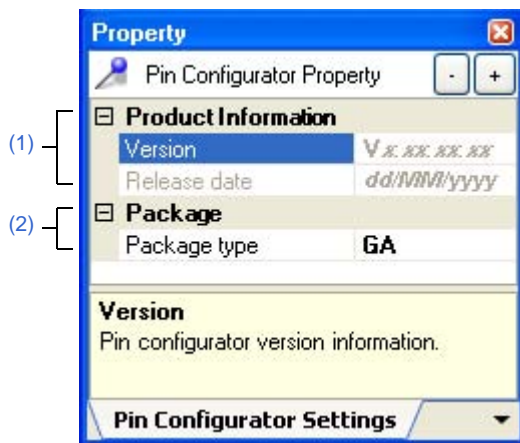 Property
Pin Configurator Property - +
(1)
Product Information
Version V x.xx.xx.xx
Release date dd/MMM/yyyy
(2)
Package
Package type GA
Version
Pin configurator version information.
Pin Configurator Settings